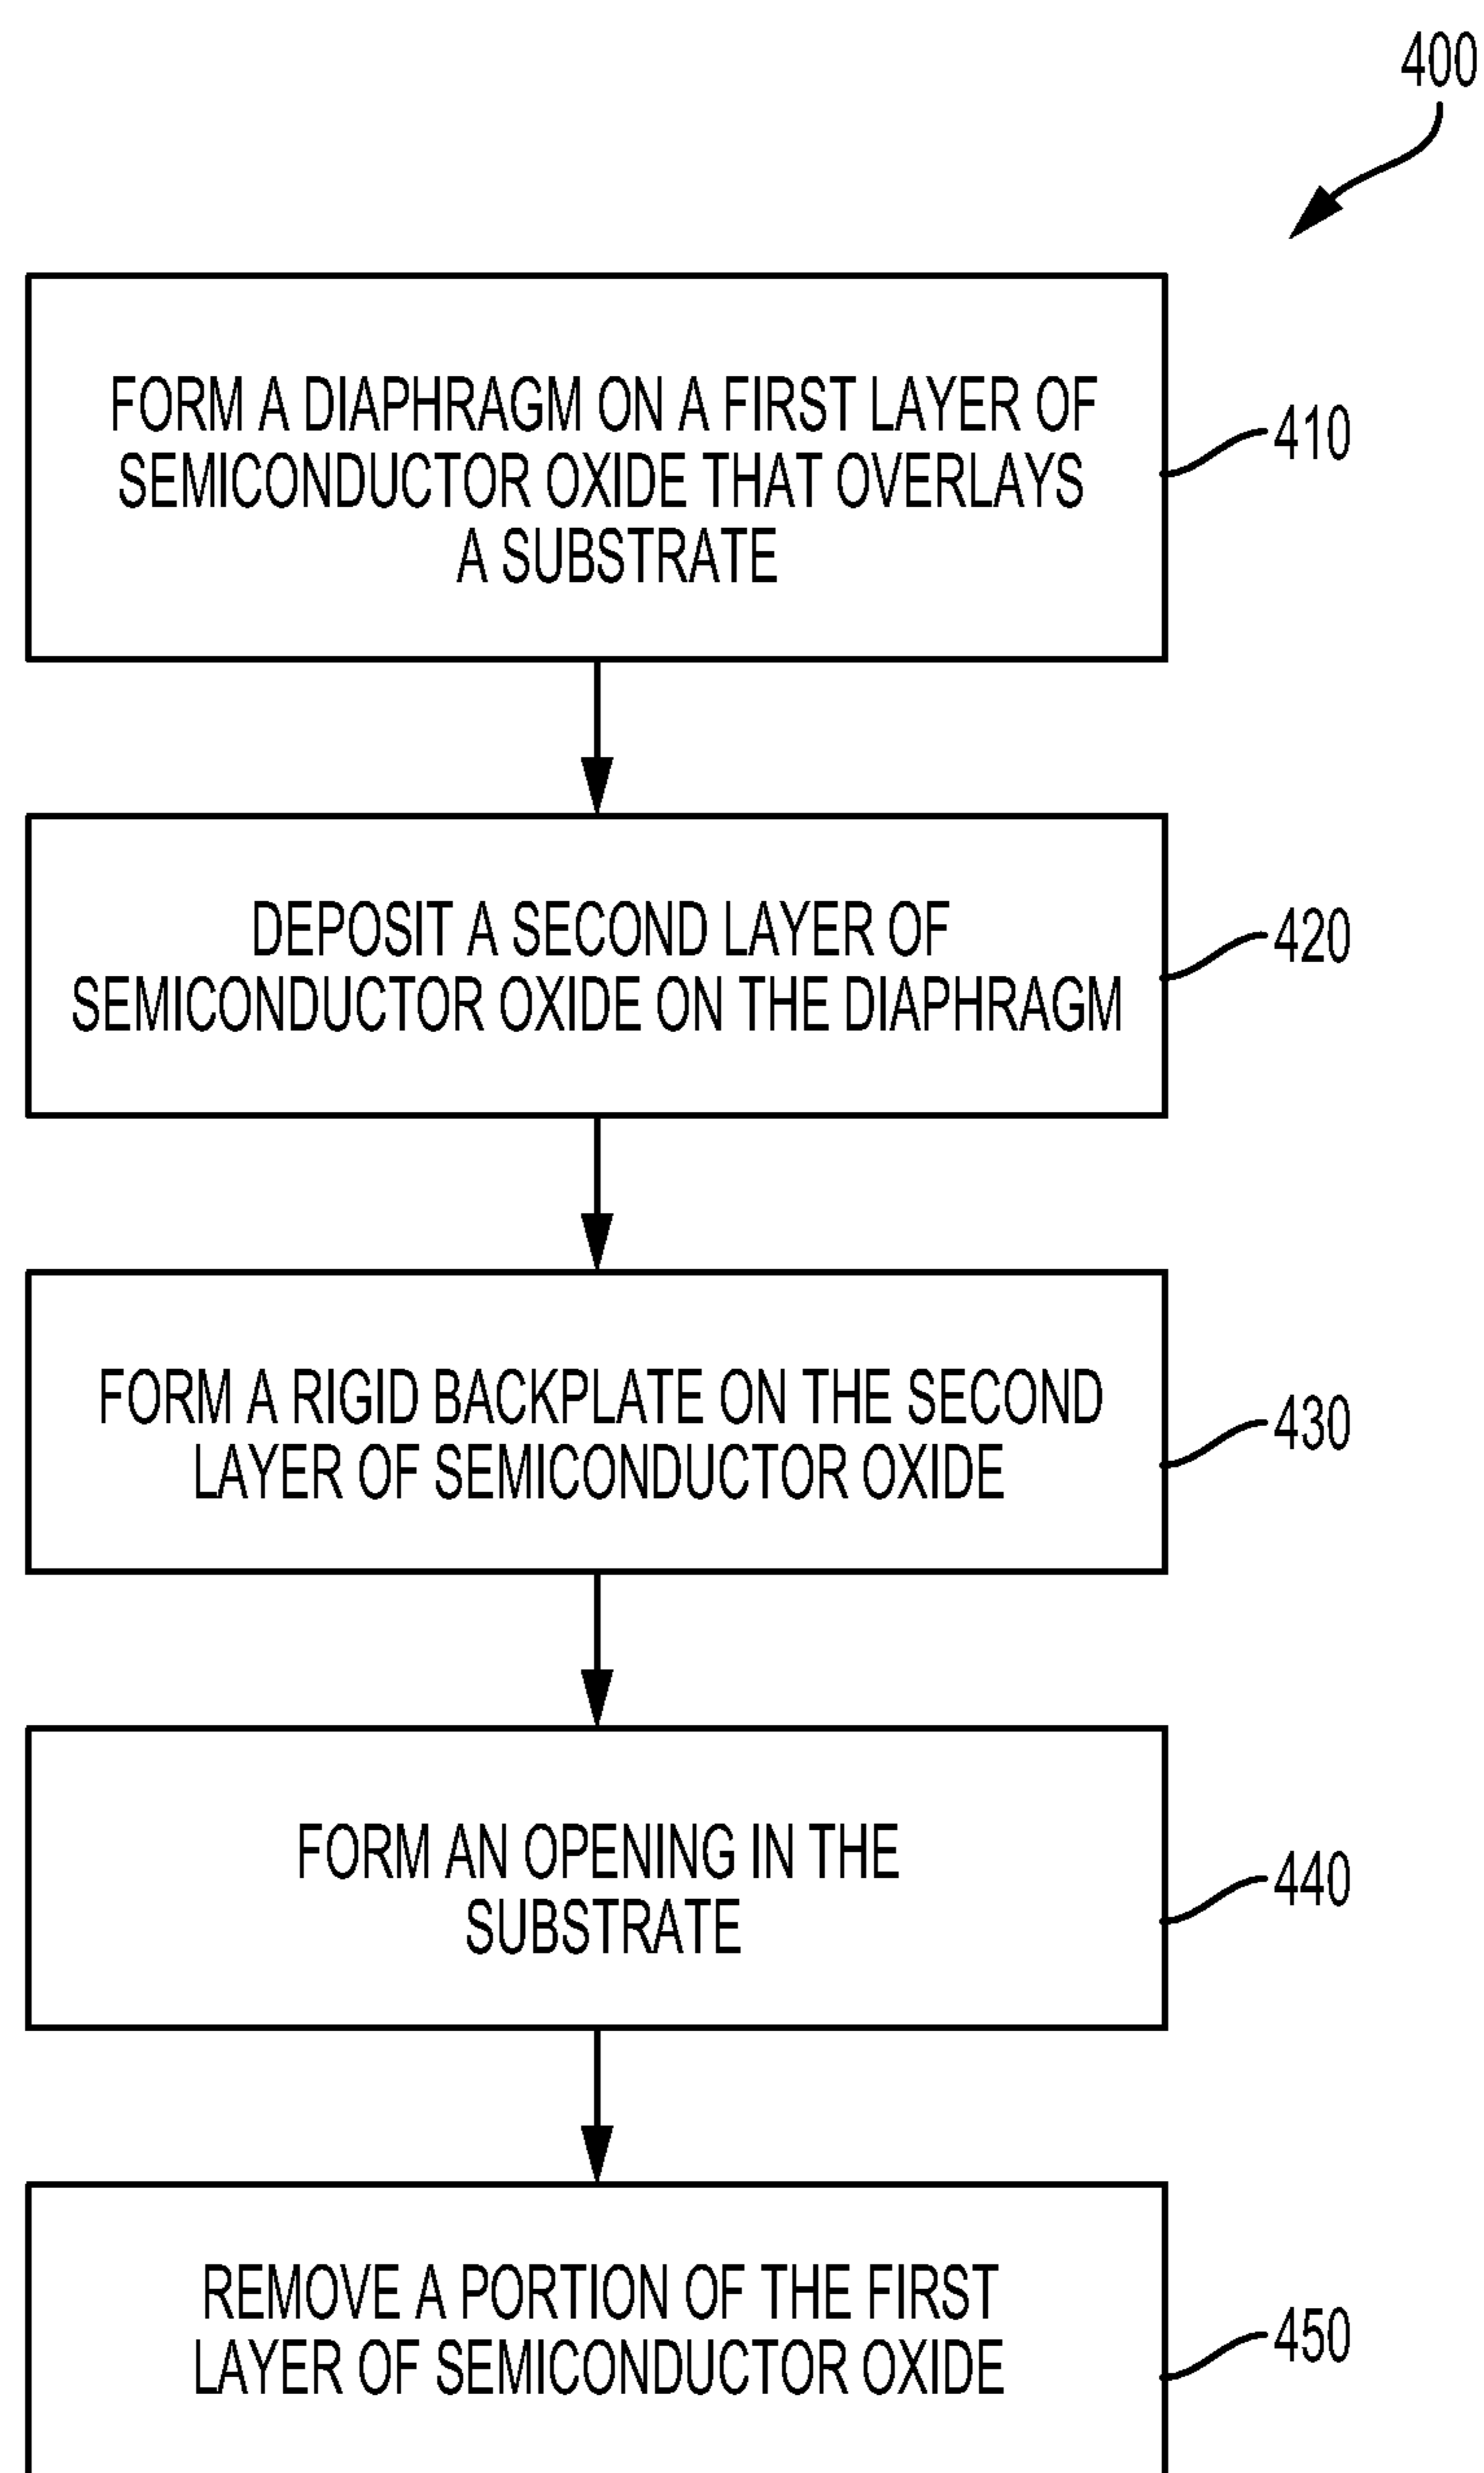 400
FORM A DIAPHRAGM ON A FIRST LAYER OF
SEMICONDUCTOR OXIDE THAT OVERLAYS
A SUBSTRATE
410
DEPOSIT A SECOND LAYER OF
SEMICONDUCTOR OXIDE ON THE DIAPHRAGM
420
FORM A RIGID BACKPLATE ON THE SECOND
LAYER OF SEMICONDUCTOR OXIDE
430
FORM AN OPENING IN THE
SUBSTRATE
440
REMOVE A PORTION OF THE FIRST
LAYER OF SEMICONDUCTOR OXIDE
450